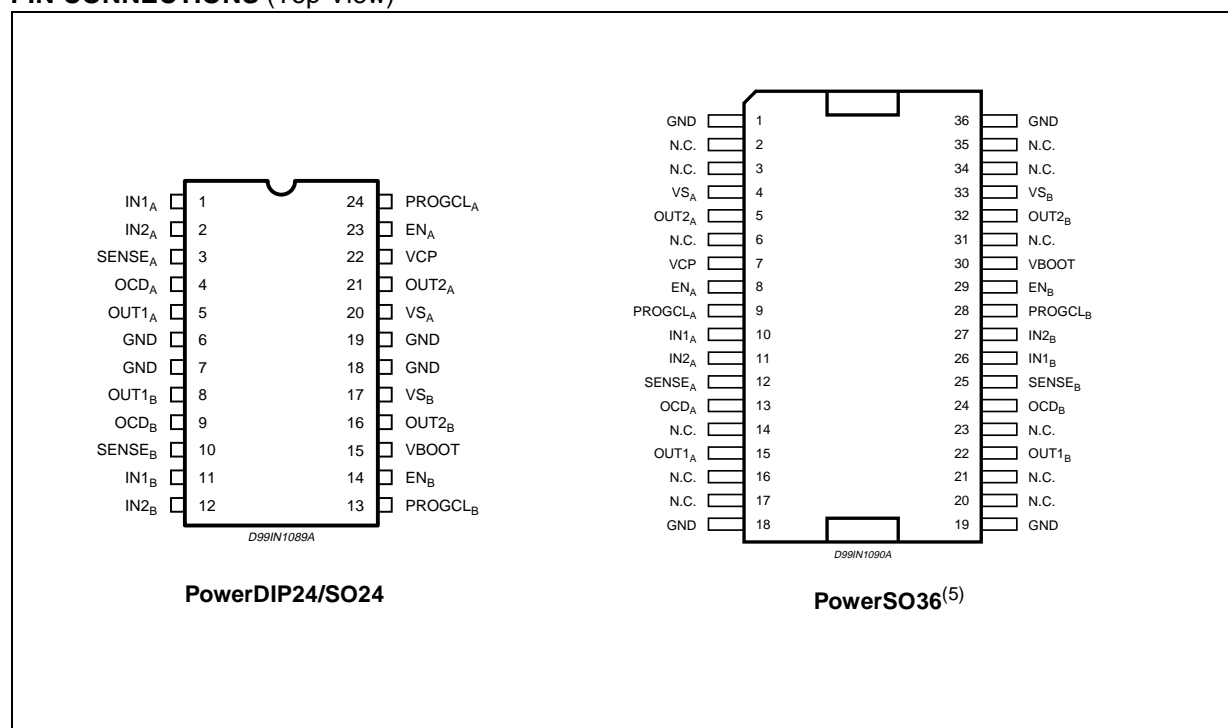 PIN CONNECTIONS (Top View)
IN1A 1 24 PROGCLA
IN2A 2 23 ENA
SENSEA 3 22 VCP
OCDA 4 21 OUT2A
OUT1A 5 20 VSA
GND 6 19 GND
GND 7 18 GND
OUT1B 8 17 VSB
OCDB 9 16 OUT2B
SENSEB 10 15 VBOOT
IN1B 11 14 ENB
IN2B 12 13 PROGCLB
D99IN1089A
PowerDIP24/SO24
GND 1 36 GND
N.C. 2 35 N.C.
N.C. 3 34 N.C.
VSA 4 33 VSB
OUT2A 5 32 OUT2B
N.C. 6 31 N.C.
VCP 7 30 VBOOT
ENA 8 29 ENB
PROGCLA 9 28 PROGCLB
IN1A 10 27 IN2B
IN2A 11 26 IN1B
SENSEA 12 25 SENSEB
OCDA 13 24 OCDB
N.C. 14 23 N.C.
OUT1A 15 22 OUT1B
N.C. 16 21 N.C.
N.C. 17 20 N.C.
GND 18 19 GND
D99IN1090A
PowerSO36(5)